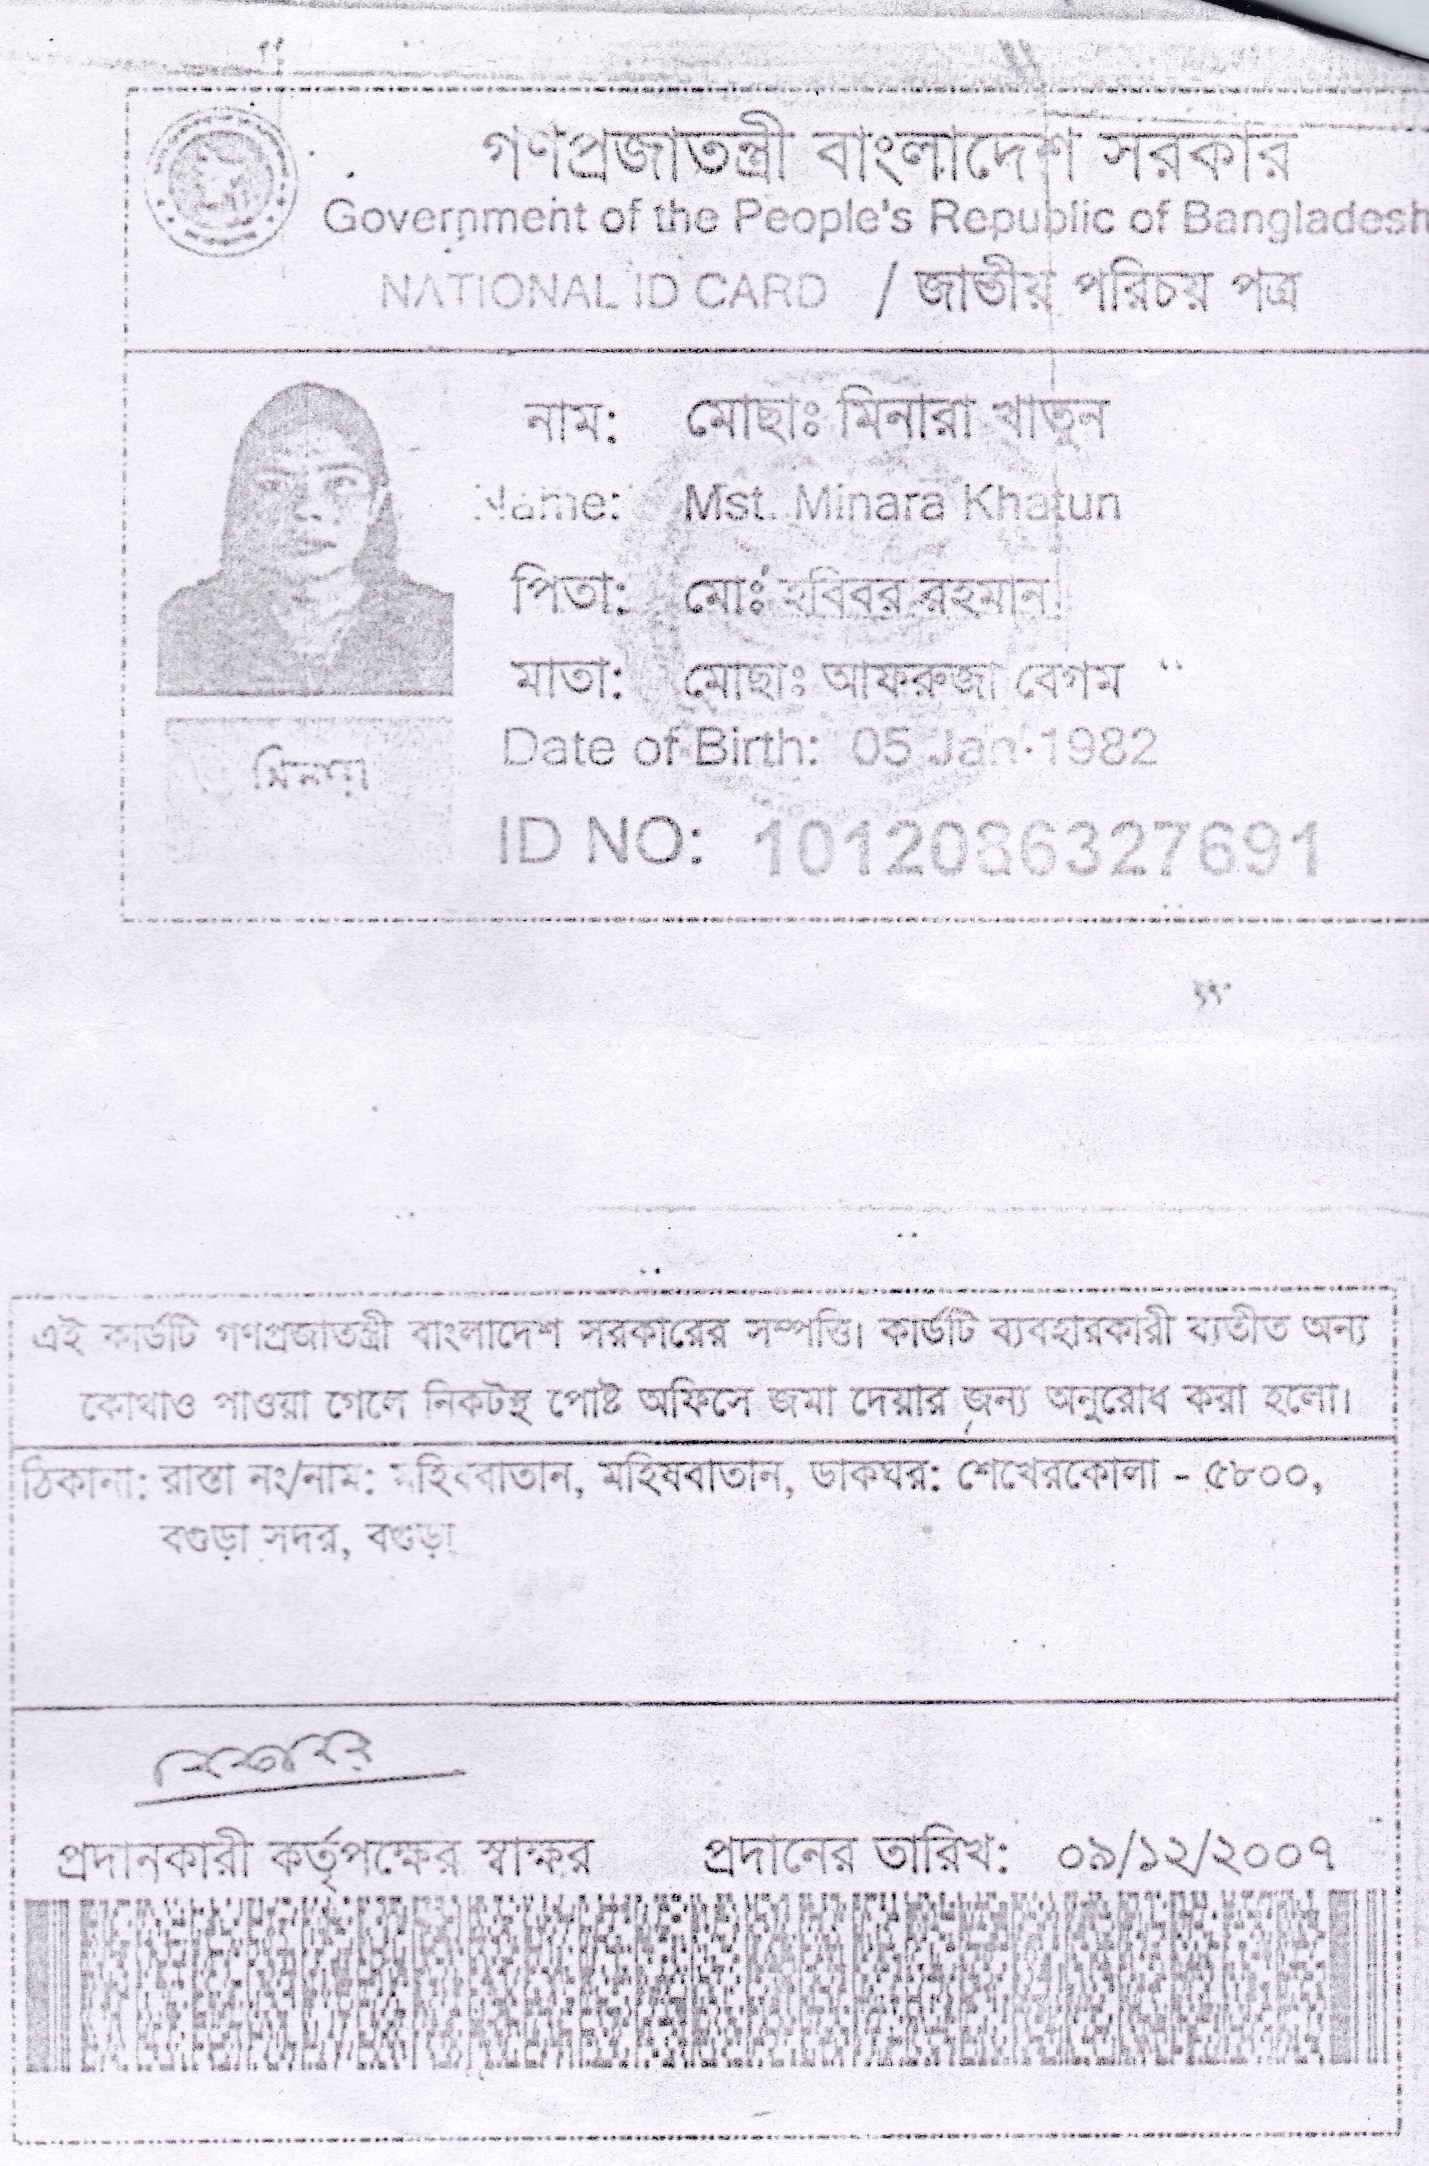 গণপ্রজাতন্ত্রী বাংলাদেশ সরকার
Government of the People's Republic of Bangladesh
NATIONAL ID CARD / জাতীয় পরিচয় পত্র
নাম: মোছাঃ মিনারা খাতুন
Name: Mst. Minara Khatun
পিতা: মোঃ হবিবর রহমান
মাতা: মোছাঃ আফরুজা বেগম
Date of Birth: 05 Jan 1982
মিনারা
ID NO: 1012086327691
এই কার্ডটি গণপ্রজাতন্ত্রী বাংলাদেশ সরকারের সম্পত্তি। কার্ডটি ব্যবহারকারী ব্যতীত অন্য
কোথাও পাওয়া গেলে নিকটস্থ পোষ্ট অফিসে জমা দেয়ার জন্য অনুরোধ করা হলো।
ঠিকানা: রাস্তা নং/নাম: মহিষবাতান, মহিষবাতান, ডাকঘর: শেখেরকোলা - ৫৮০০,
বগুড়া সদর, বগুড়া
প্রদানকারী কর্তৃপক্ষের স্বাক্ষর প্রদানের তারিখ: ০৯/১২/২০০৭